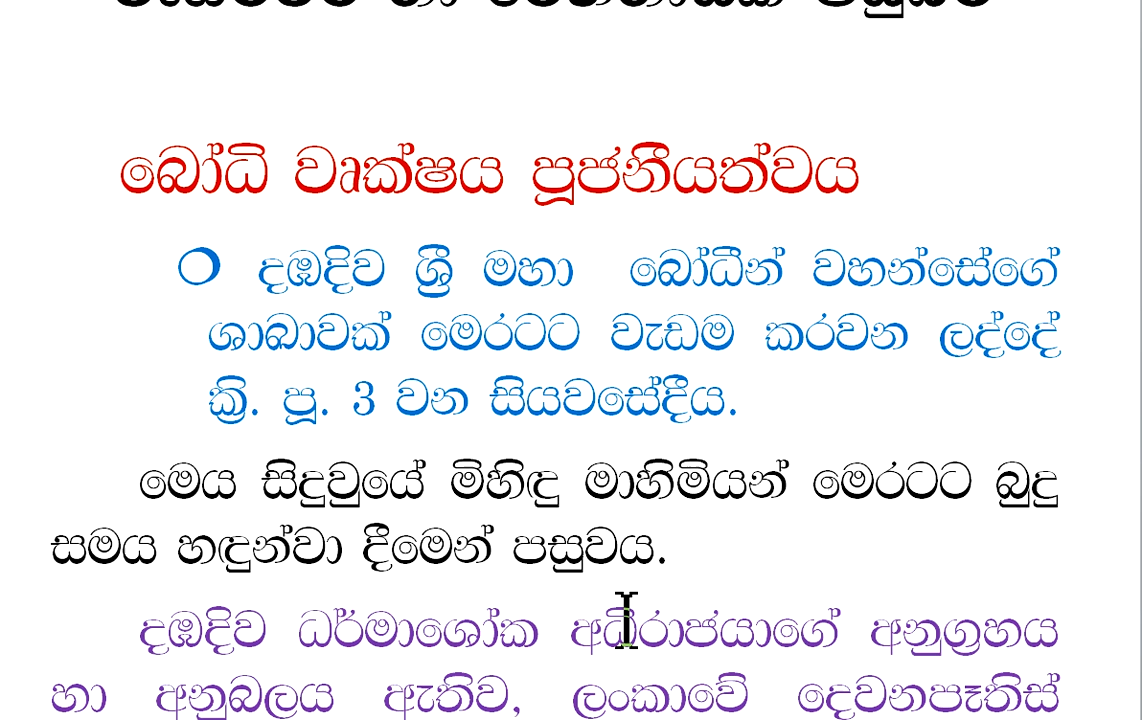 බෝධි වෘක්ෂය පූජනීයත්වය
O දඹදිව ශ්‍රී මහා බෝධීන් වහන්සේගේ
ශාඛාවක් මෙරටට වැඩම කරවන ලද්දේ
ක්‍රි. පූ. 3 වන සියවසේදීය.
මෙය සිදුවුයේ මිහිඳු මාහිමියන් මෙරටට බුදු
සමය හඳුන්වා දීමෙන් පසුවය.
දඹදිව ධර්මාශෝක අධිරාජයාගේ අනුග්‍රහය
හා අනුබලය ඇතිව, ලංකාවේ දෙවනපෑතිස්